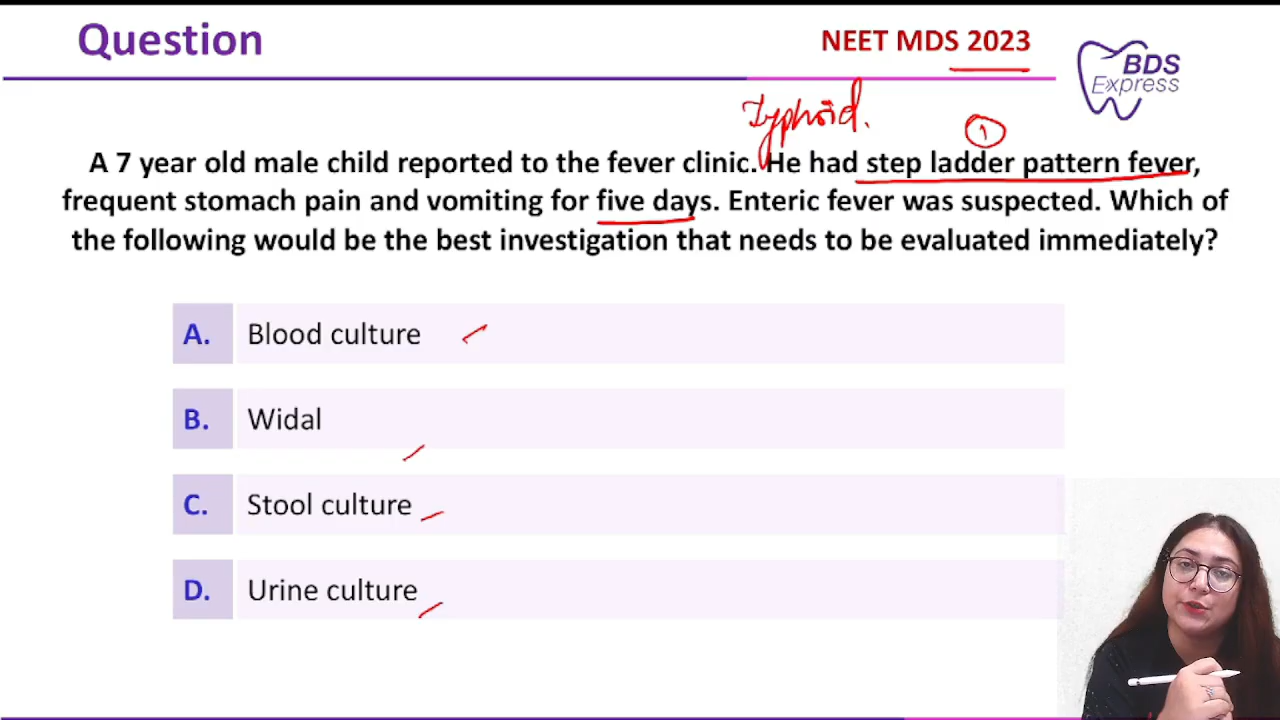 Question
NEET MDS 2023
BDS
Express
Typhoid.
1
A 7 year old male child reported to the fever clinic. He had step ladder pattern fever,
frequent stomach pain and vomiting for five days. Enteric fever was suspected. Which of
the following would be the best investigation that needs to be evaluated immediately?
A. Blood culture
B. Widal
C. Stool culture
D. Urine culture